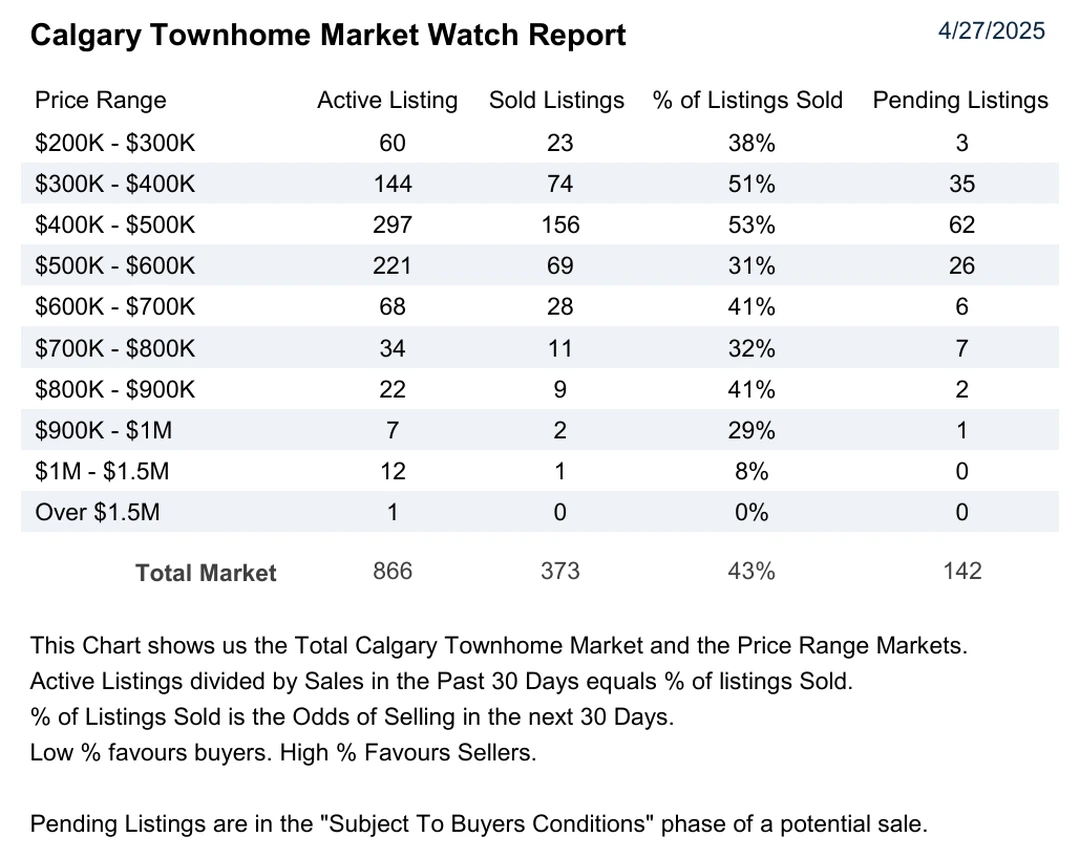 Calgary Townhome Market Watch Report 4/27/2025
Price Range Active Listing Sold Listings % of Listings Sold Pending Listings
$200K - $300K 60 23 38% 3
$300K - $400K 144 74 51% 35
$400K - $500K 297 156 53% 62
$500K - $600K 221 69 31% 26
$600K - $700K 68 28 41% 6
$700K - $800K 34 11 32% 7
$800K - $900K 22 9 41% 2
$900K - $1M 7 2 29% 1
$1M - $1.5M 12 1 8% 0
Over $1.5M 1 0 0% 0
Total Market 866 373 43% 142
This Chart shows us the Total Calgary Townhome Market and the Price Range Markets.
Active Listings divided by Sales in the Past 30 Days equals % of listings Sold.
% of Listings Sold is the Odds of Selling in the next 30 Days.
Low % favours buyers. High % Favours Sellers.
Pending Listings are in the "Subject To Buyers Conditions" phase of a potential sale.